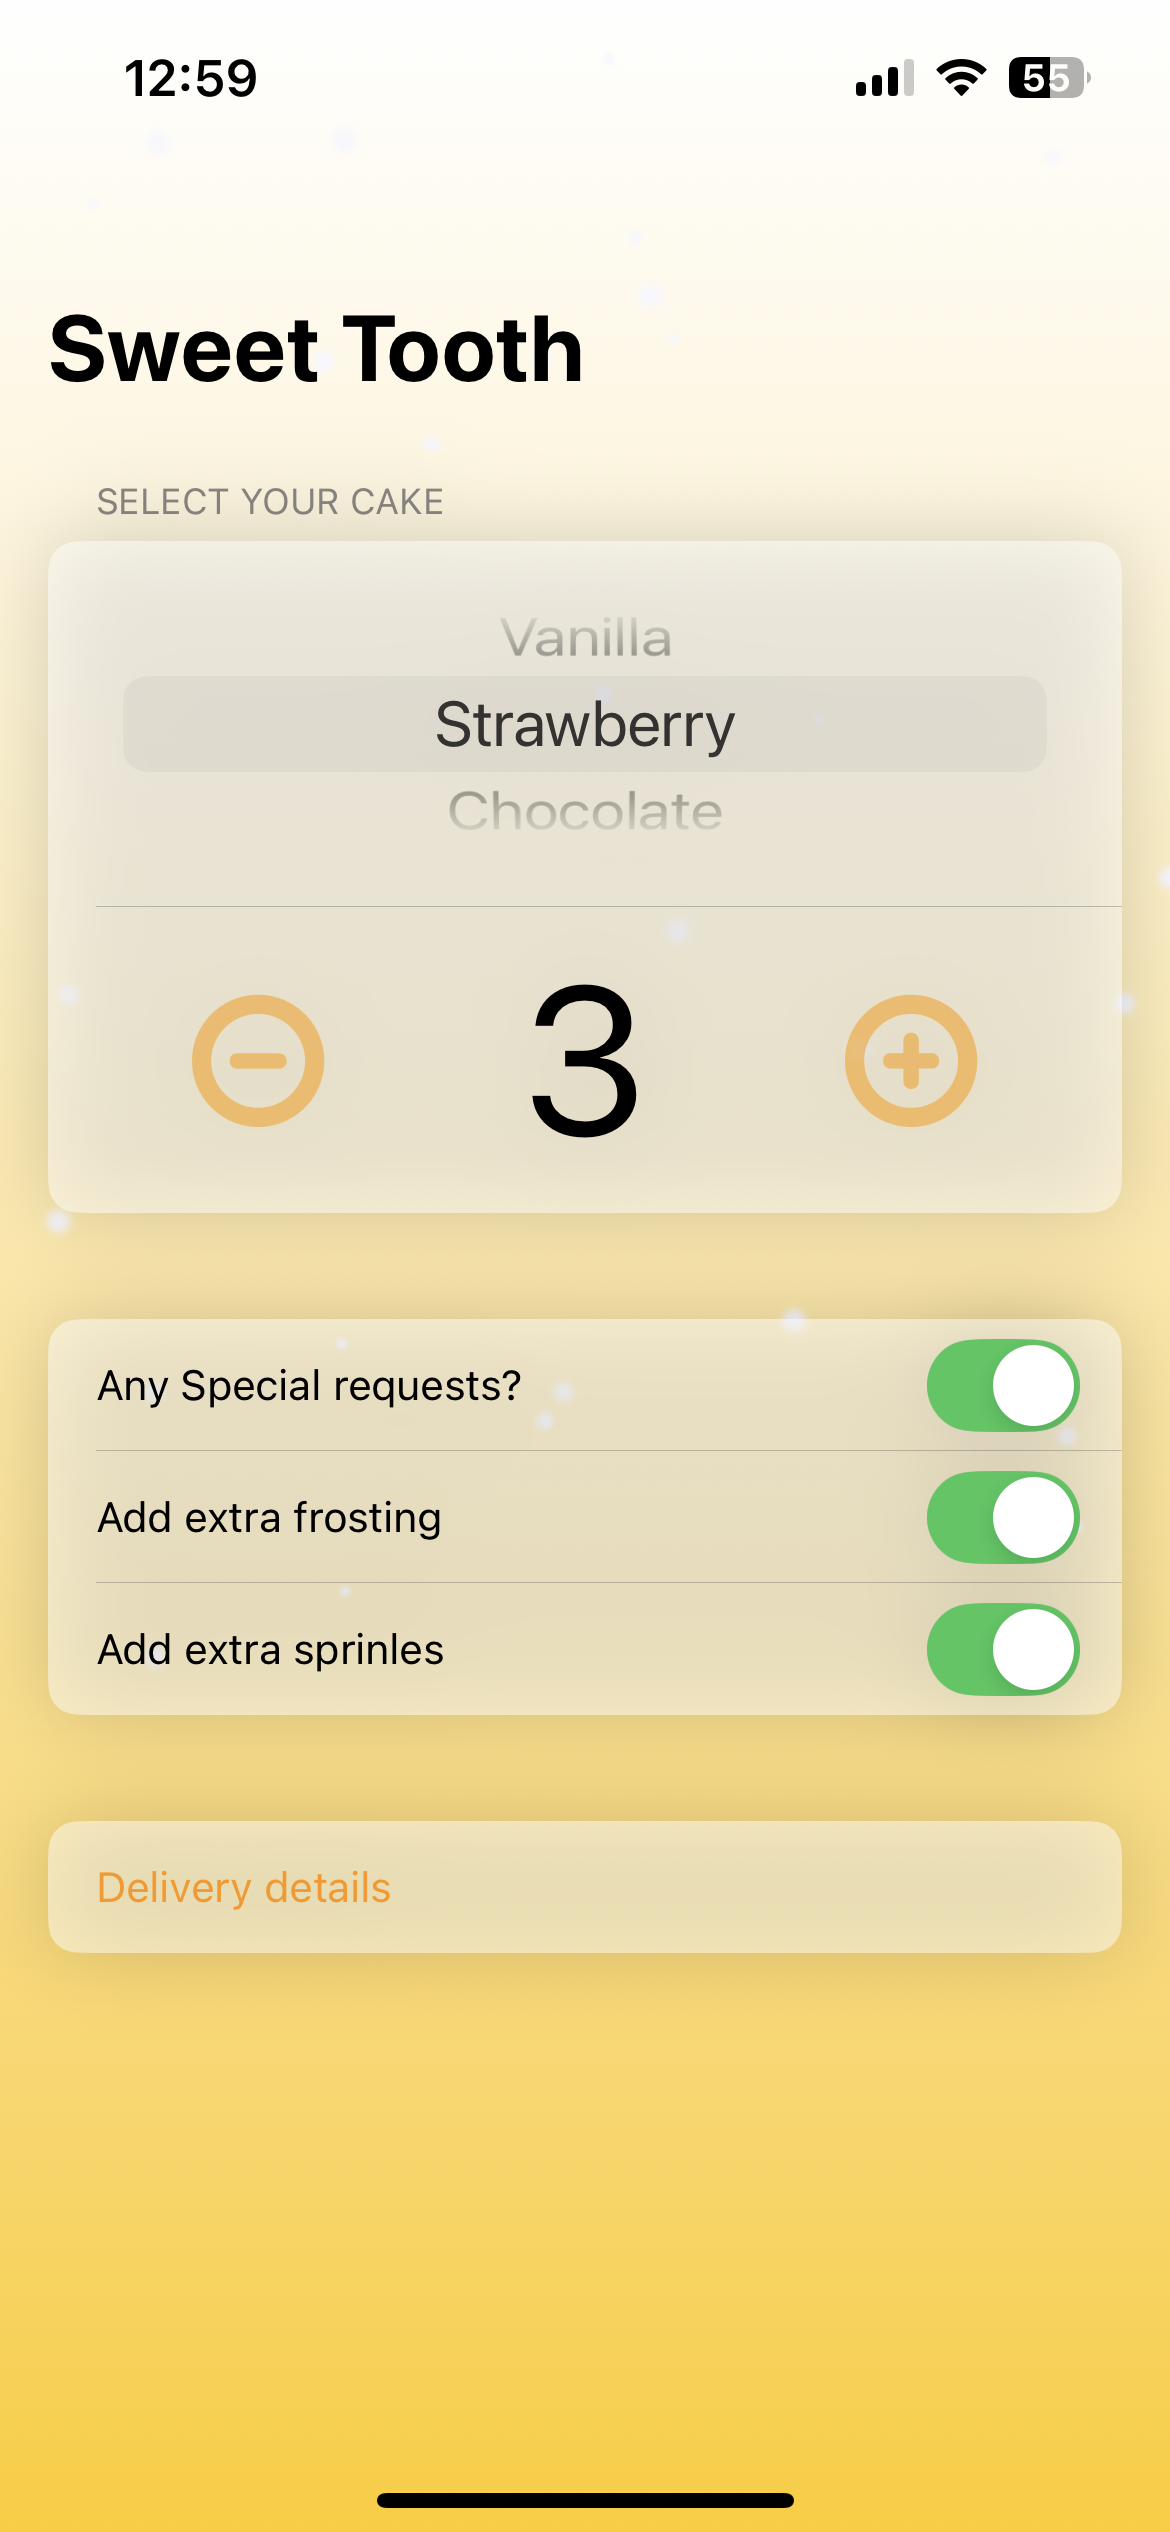 12:59
55
Sweet Tooth
SELECT YOUR CAKE
Vanilla
Strawberry
Chocolate
3
Any Special requests?
Add extra frosting
Add extra sprinles
Delivery details